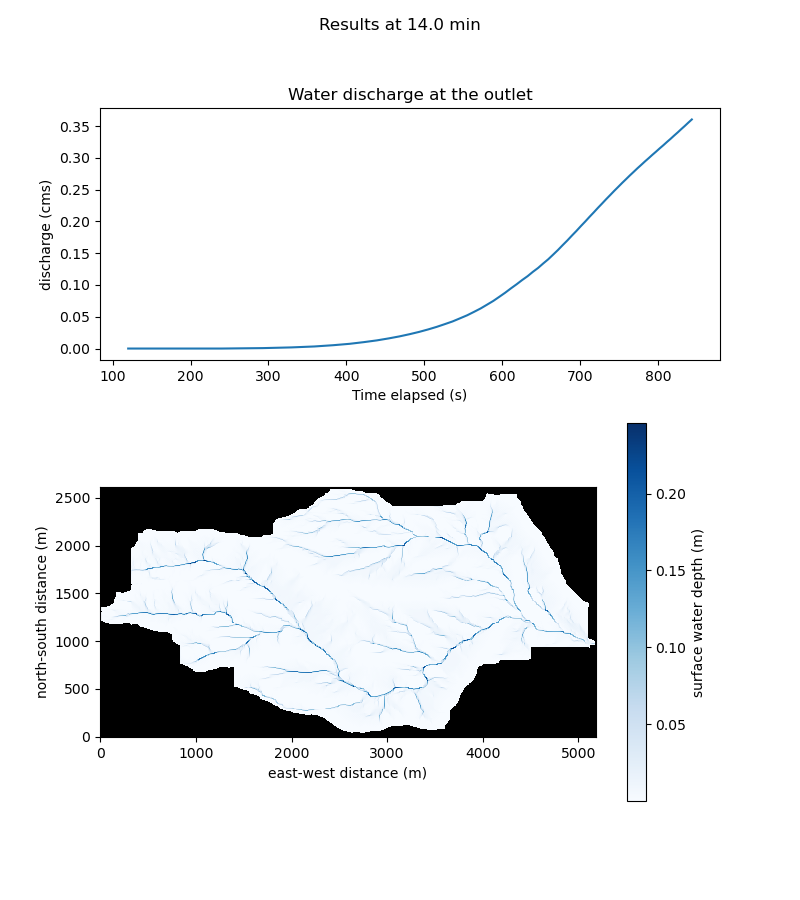 Results at 14.0 min
Water discharge at the outlet
discharge (cms)
0.35
0.30
0.25
0.20
0.15
0.10
0.05
0.00
100 200 300 400 500 600 700 800
Time elapsed (s)
north-south distance (m)
2500
2000
1500
1000
500
0
0 1000 2000 3000 4000 5000
east-west distance (m)
0.20
0.15
0.10
0.05
surface water depth (m)